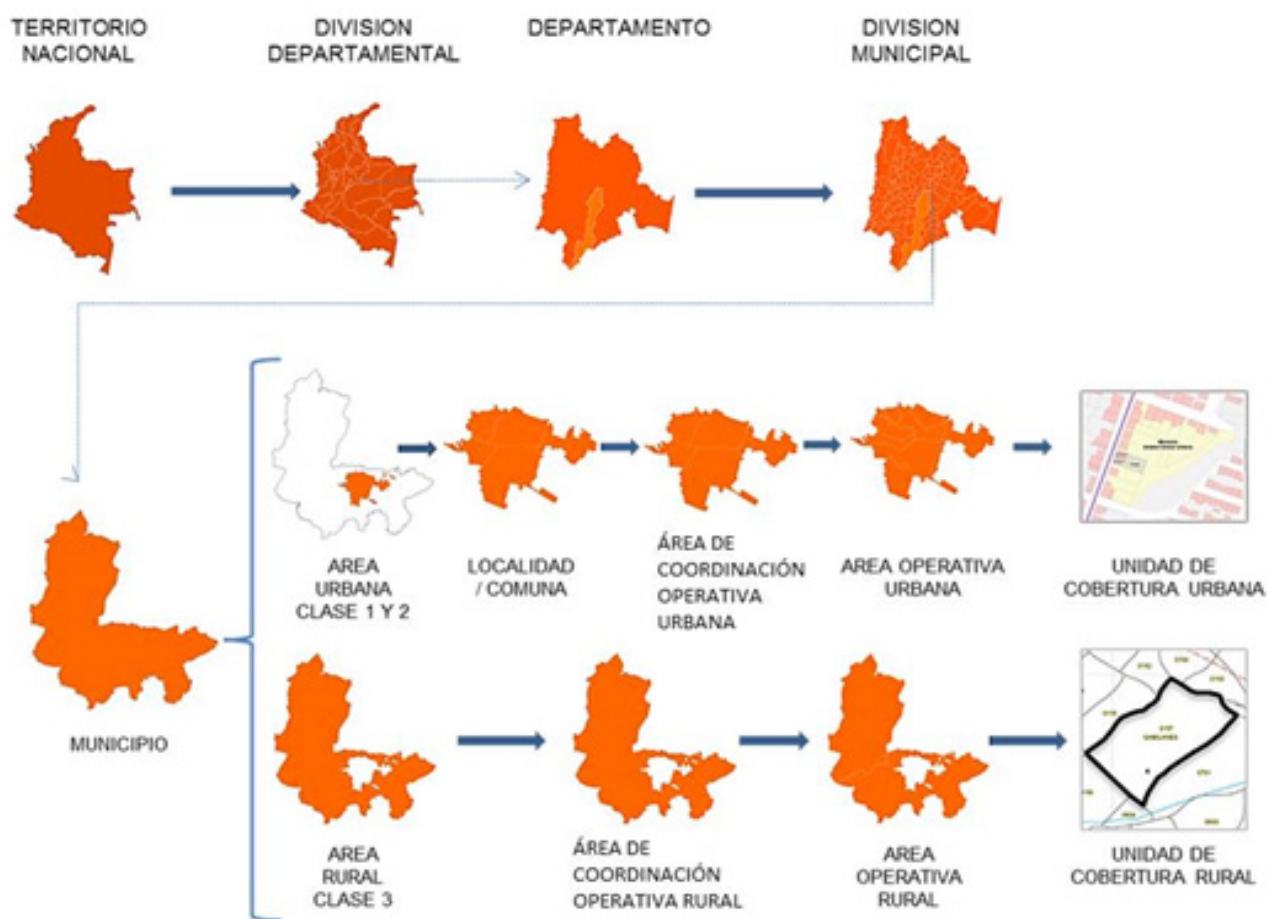 TERRITORIO
NACIONAL
DIVISION
DEPARTAMENTAL
DEPARTAMENTO
DIVISION
MUNICIPAL
MUNICIPIO
AREA
URBANA
CLASE 1 Y 2
LOCALIDAD
/ COMUNA
ÁREA DE
COORDINACIÓN
OPERATIVA
URBANA
AREA OPERATIVA
URBANA
UNIDAD DE
COBERTURA URBANA
AREA
RURAL
CLASE 3
ÁREA DE
COORDINACIÓN
OPERATIVA RURAL
AREA
OPERATIVA
RURAL
UNIDAD DE
COBERTURA RURAL